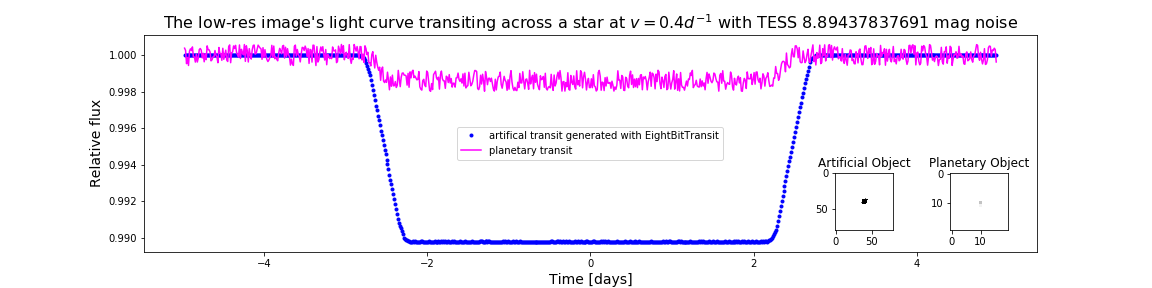 The low-res image's light curve transiting across a star at v = 0.4d⁻¹ with TESS 8.89437837691 mag noise
Relative flux
1.000
0.998
0.996
0.994
0.992
0.990
artifical transit generated with EightBitTransit
planetary transit
Artificial Object
0
50
0
50
Planetary Object
0
10
0
10
−4
−2
0
2
4
Time [days]